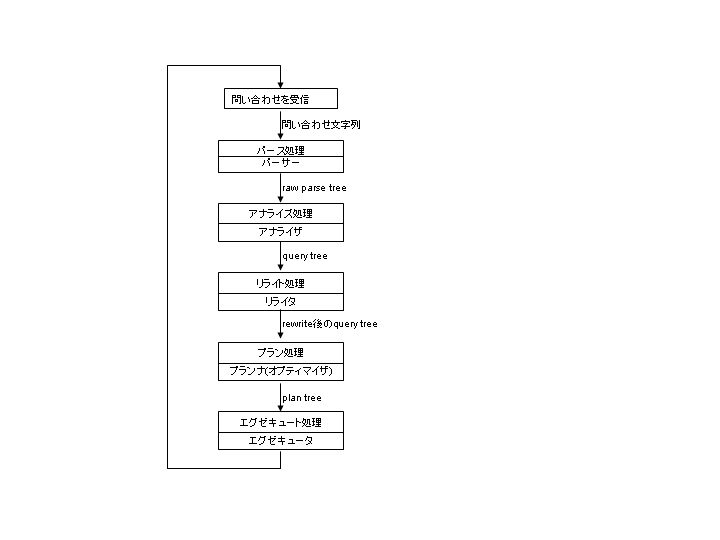 問い合わせを受信
問い合わせ文字列
パース処理
パーサー
raw parse tree
アナライズ処理
アナライザ
query tree
リライト処理
リライタ
rewrite後のquery tree
プラン処理
プランナ(オプティマイザ)
plan tree
エグゼキュート処理
エグゼキュータ